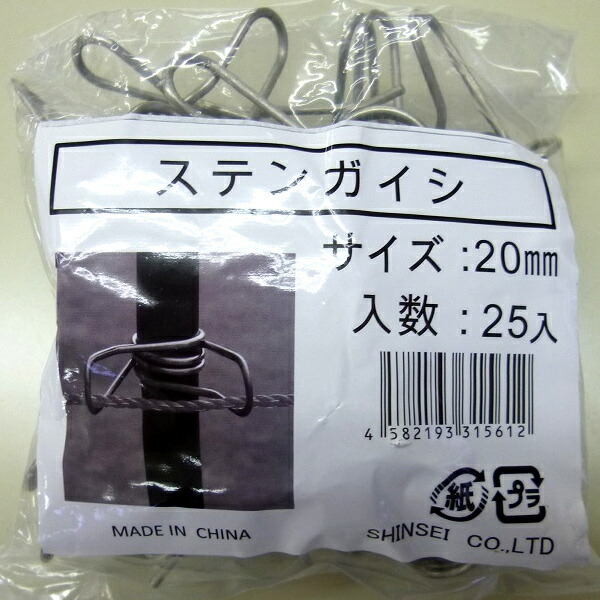 ステンガイシ
サイズ:20mm
入数:25入
4 582193 315612
紙 プラ
MADE IN CHINA
SHINSEI CO.,LTD